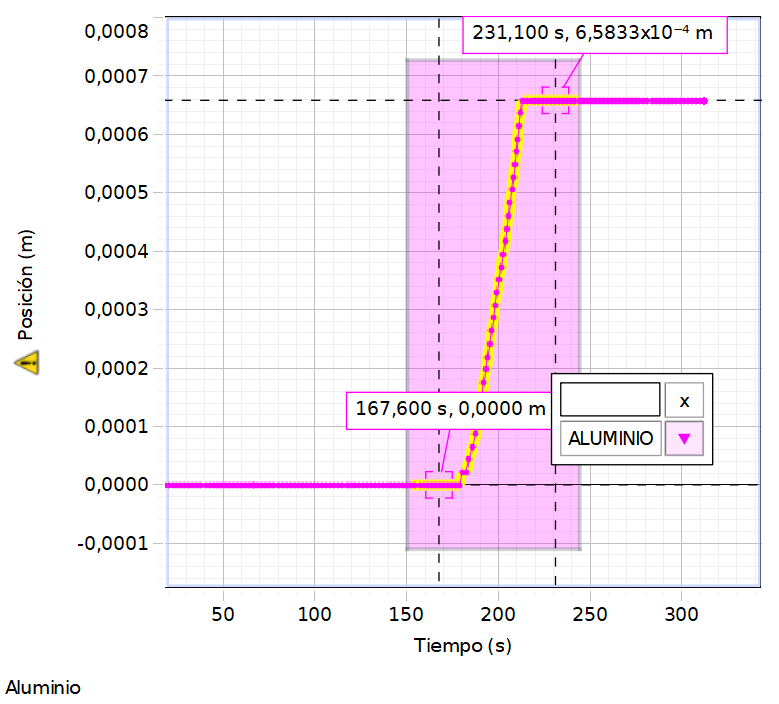 231,100 s, 6,5833x10⁻⁴ m
0,0008
0,0007
0,0006
0,0005
0,0004
0,0003
0,0002
0,0001
0,0000
-0,0001
Posición (m)
167,600 s, 0,0000 m
x
ALUMINIO
50 100 150 200 250 300
Tiempo (s)
Aluminio